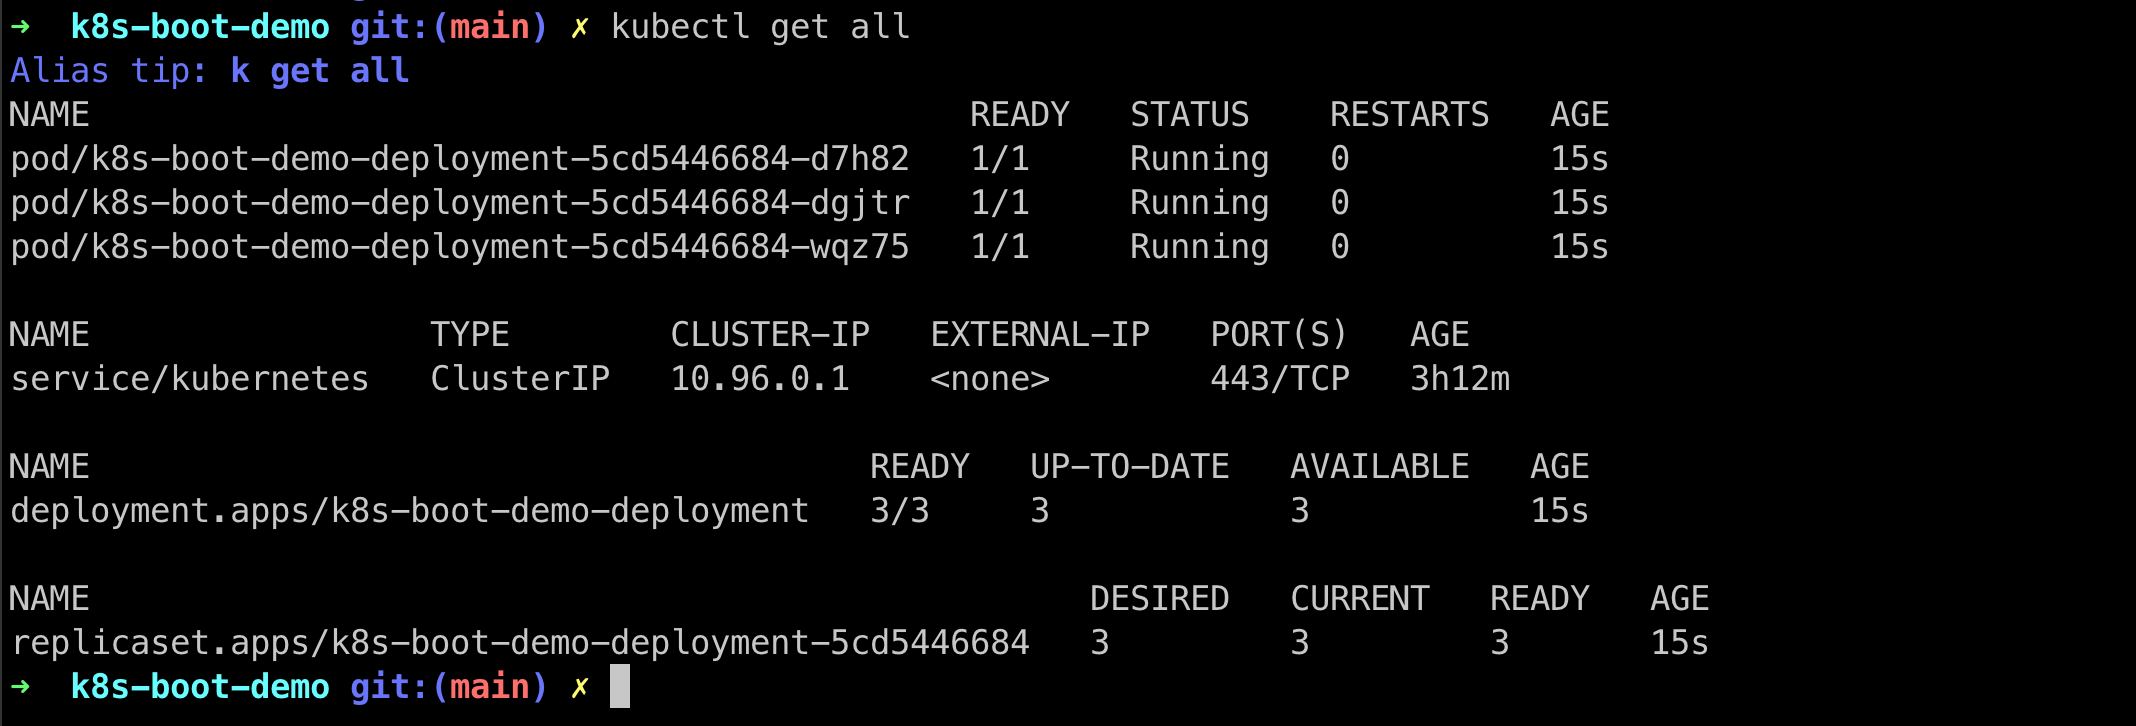 →  k8s-boot-demo git:(main) ✗ kubectl get all
Alias tip: k get all
NAME                                            READY   STATUS    RESTARTS   AGE
pod/k8s-boot-demo-deployment-5cd5446684-d7h82   1/1     Running   0          15s
pod/k8s-boot-demo-deployment-5cd5446684-dgjtr   1/1     Running   0          15s
pod/k8s-boot-demo-deployment-5cd5446684-wqz75   1/1     Running   0          15s

NAME                 TYPE        CLUSTER-IP   EXTERNAL-IP   PORT(S)   AGE
service/kubernetes   ClusterIP   10.96.0.1    <none>        443/TCP   3h12m

NAME                                       READY   UP-TO-DATE   AVAILABLE   AGE
deployment.apps/k8s-boot-demo-deployment   3/3     3            3           15s

NAME                                                  DESIRED   CURRENT   READY   AGE
replicaset.apps/k8s-boot-demo-deployment-5cd5446684   3         3         3       15s
→  k8s-boot-demo git:(main) ✗